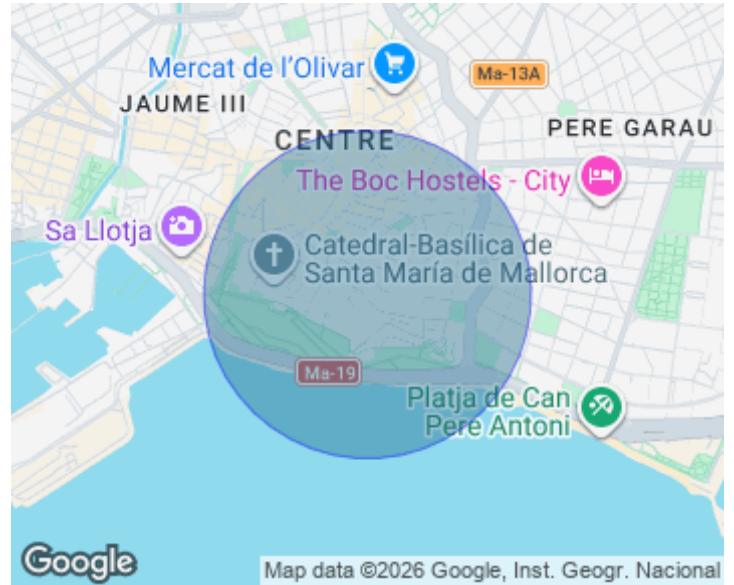 Mercat de l'Olivar
Ma-13A
JAUME III
PERE GARAU
CENTRE
The Boc Hostels - City
Sa Llotja
Catedral-Basílica de
Santa María de Mallorca
Ma-19
Platja de Can
Pere Antoni
Google
Map data ©2026 Google, Inst. Geogr. Nacional